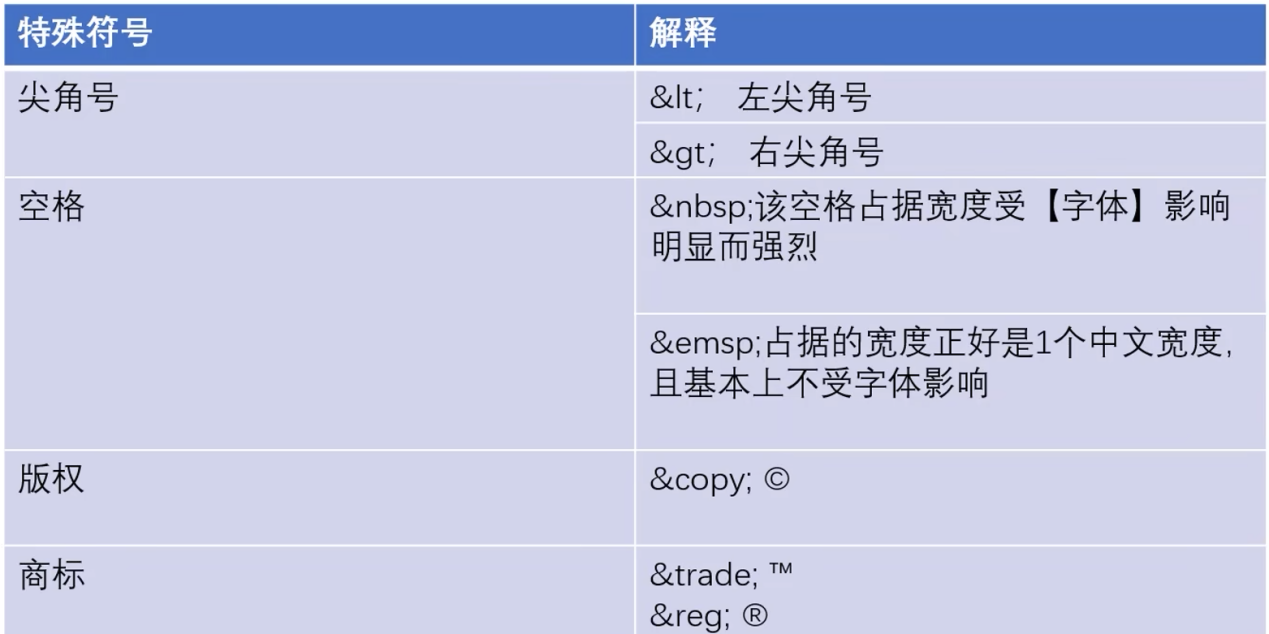 特殊符号 解释
尖角号 &lt; 左尖角号
&gt; 右尖角号
空格 &nbsp;该空格占据宽度受【字体】影响
明显而强烈
&emsp;占据的宽度正好是1个中文宽度,
且基本上不受字体影响
版权 &copy; ©
商标 &trade; ™
&reg; ®